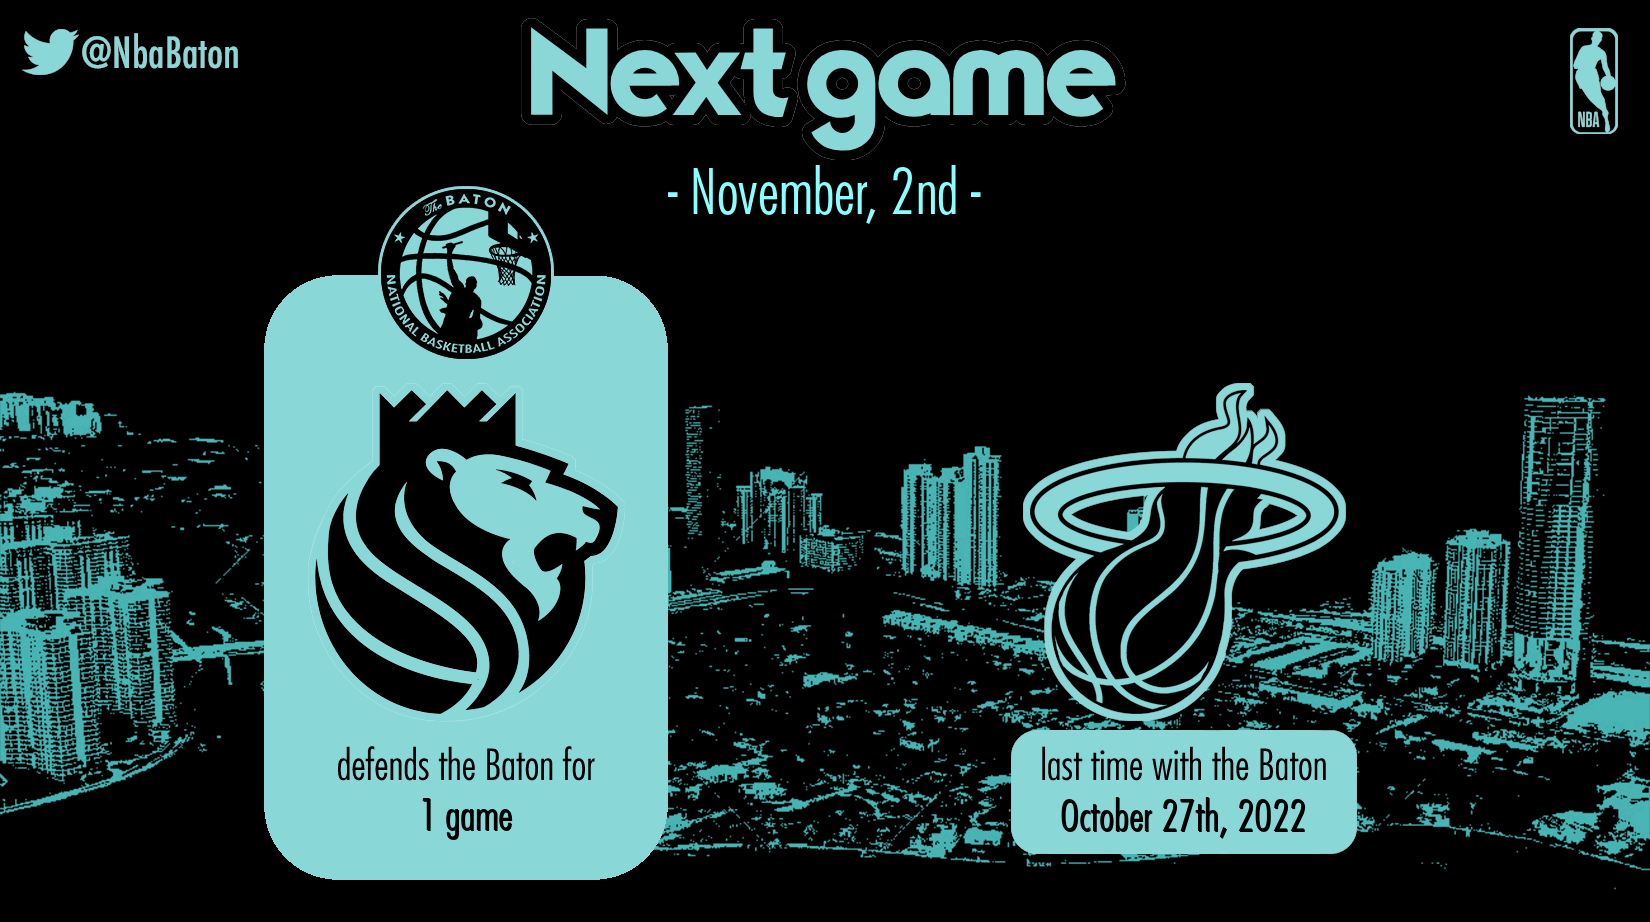 @NbaBaton
Next game
NBA
- November, 2nd -
The BATON
NATIONAL BASKETBALL ASSOCIATION
defends the Baton for
1 game
last time with the Baton
October 27th, 2022